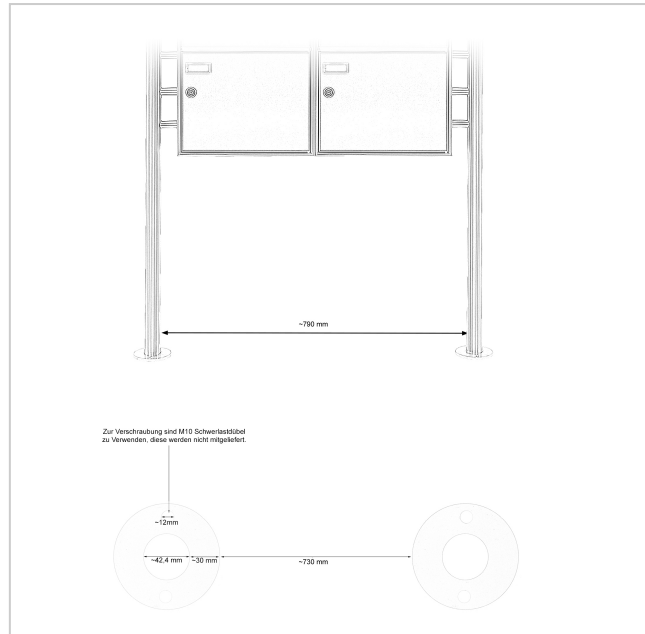 ~790 mm
Zur Verschraubung sind M10 Schwerlastdübel
zu Verwenden, diese werden nicht mitgeliefert.
~12mm
~42,4 mm
~30 mm
~730 mm